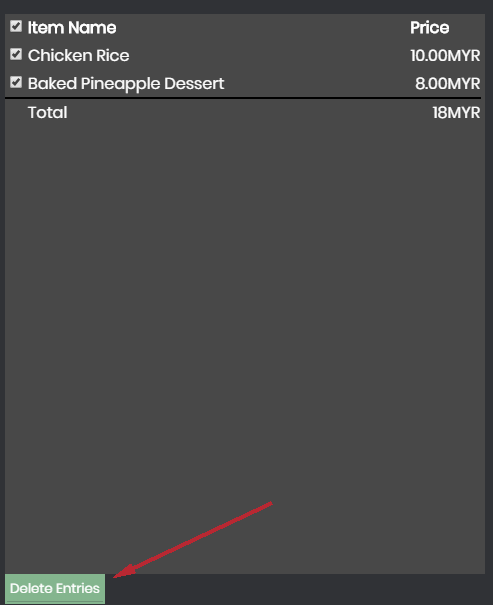 Item Name Price
Chicken Rice 10.00MYR
Baked Pineapple Dessert 8.00MYR
Total 18MYR
Delete Entries